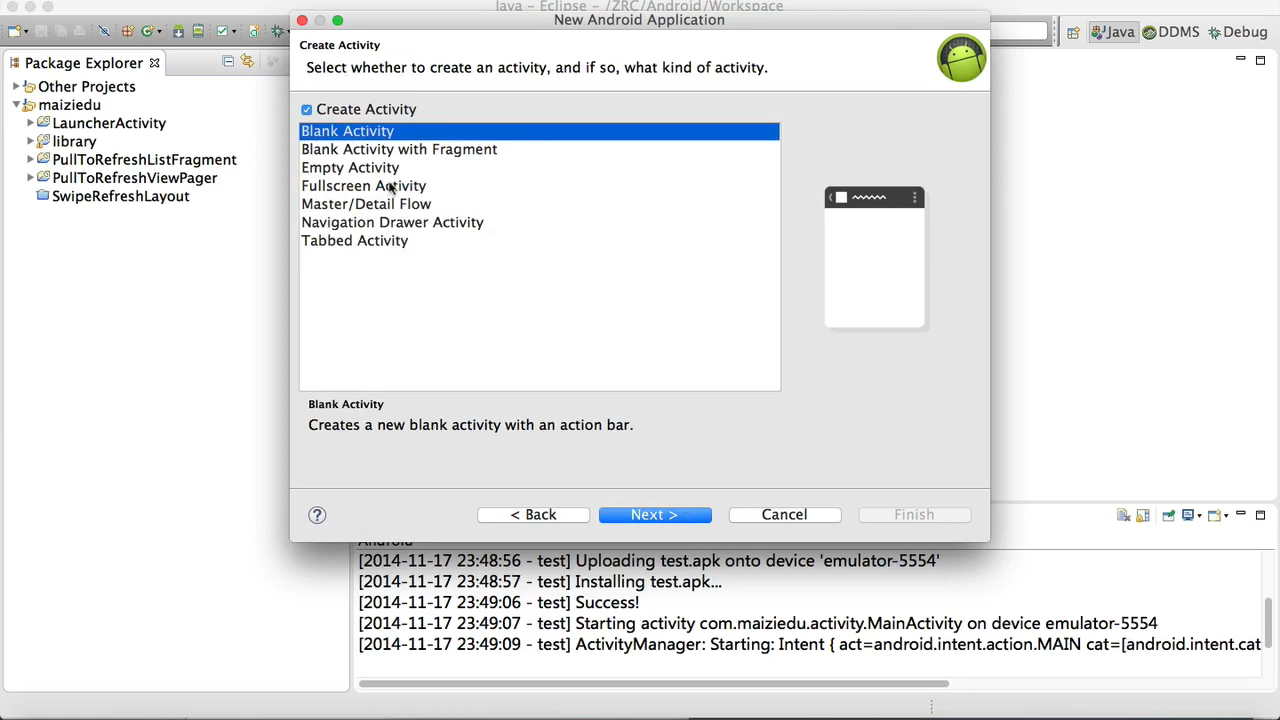 Java - Eclipse - /ZRC/Android/Workspace
New Android Application
Java
DDMS
Debug
Package Explorer
Other Projects
maiziedu
LauncherActivity
library
PullToRefreshListFragment
PullToRefreshViewPager
SwipeRefreshLayout
Create Activity
Select whether to create an activity, and if so, what kind of activity.
Create Activity
Blank Activity
Blank Activity with Fragment
Empty Activity
Fullscreen Activity
Master/Detail Flow
Navigation Drawer Activity
Tabbed Activity
Blank Activity
Creates a new blank activity with an action bar.
?
< Back
Next >
Cancel
Finish
Android
[2014-11-17 23:48:56 - test] Uploading test.apk onto device 'emulator-5554'
[2014-11-17 23:48:57 - test] Installing test.apk...
[2014-11-17 23:49:06 - test] Success!
[2014-11-17 23:49:07 - test] Starting activity com.maiziedu.activity.MainActivity on device emulator-5554
[2014-11-17 23:49:09 - test] ActivityManager: Starting: Intent { act=android.intent.action.MAIN cat=[android.intent.cat